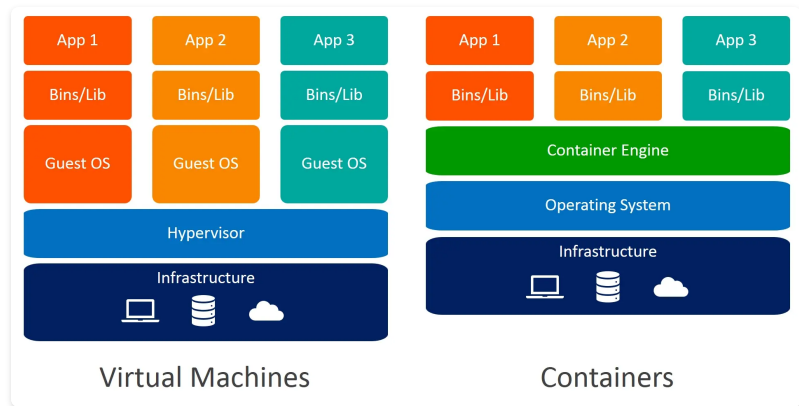 App 1
App 2
App 3
Bins/Lib
Bins/Lib
Bins/Lib
Guest OS
Guest OS
Guest OS
Hypervisor
Infrastructure
Virtual Machines
App 1
App 2
App 3
Bins/Lib
Bins/Lib
Bins/Lib
Container Engine
Operating System
Infrastructure
Containers